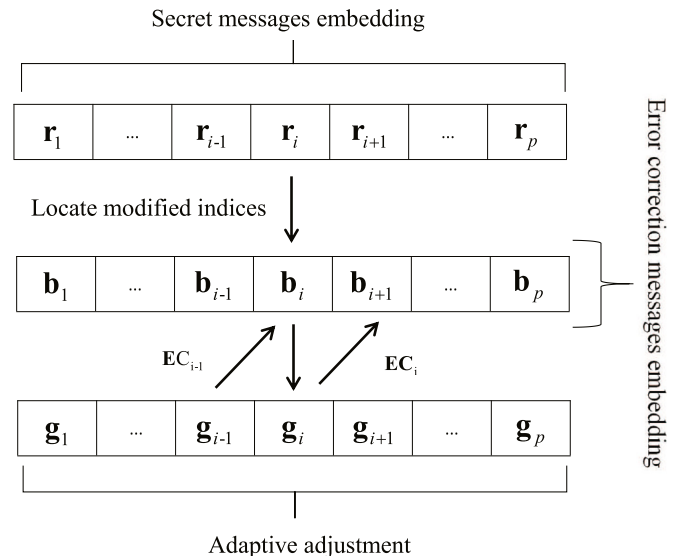 Secret messages embedding
r₁ ... rᵢ₋₁ rᵢ rᵢ₊₁ ... rₚ
Locate modified indices
b₁ ... bᵢ₋₁ bᵢ bᵢ₊₁ ... bₚ
ECᵢ₋₁ ECᵢ
g₁ ... gᵢ₋₁ gᵢ gᵢ₊₁ ... gₚ
Adaptive adjustment
Error correction messages embedding